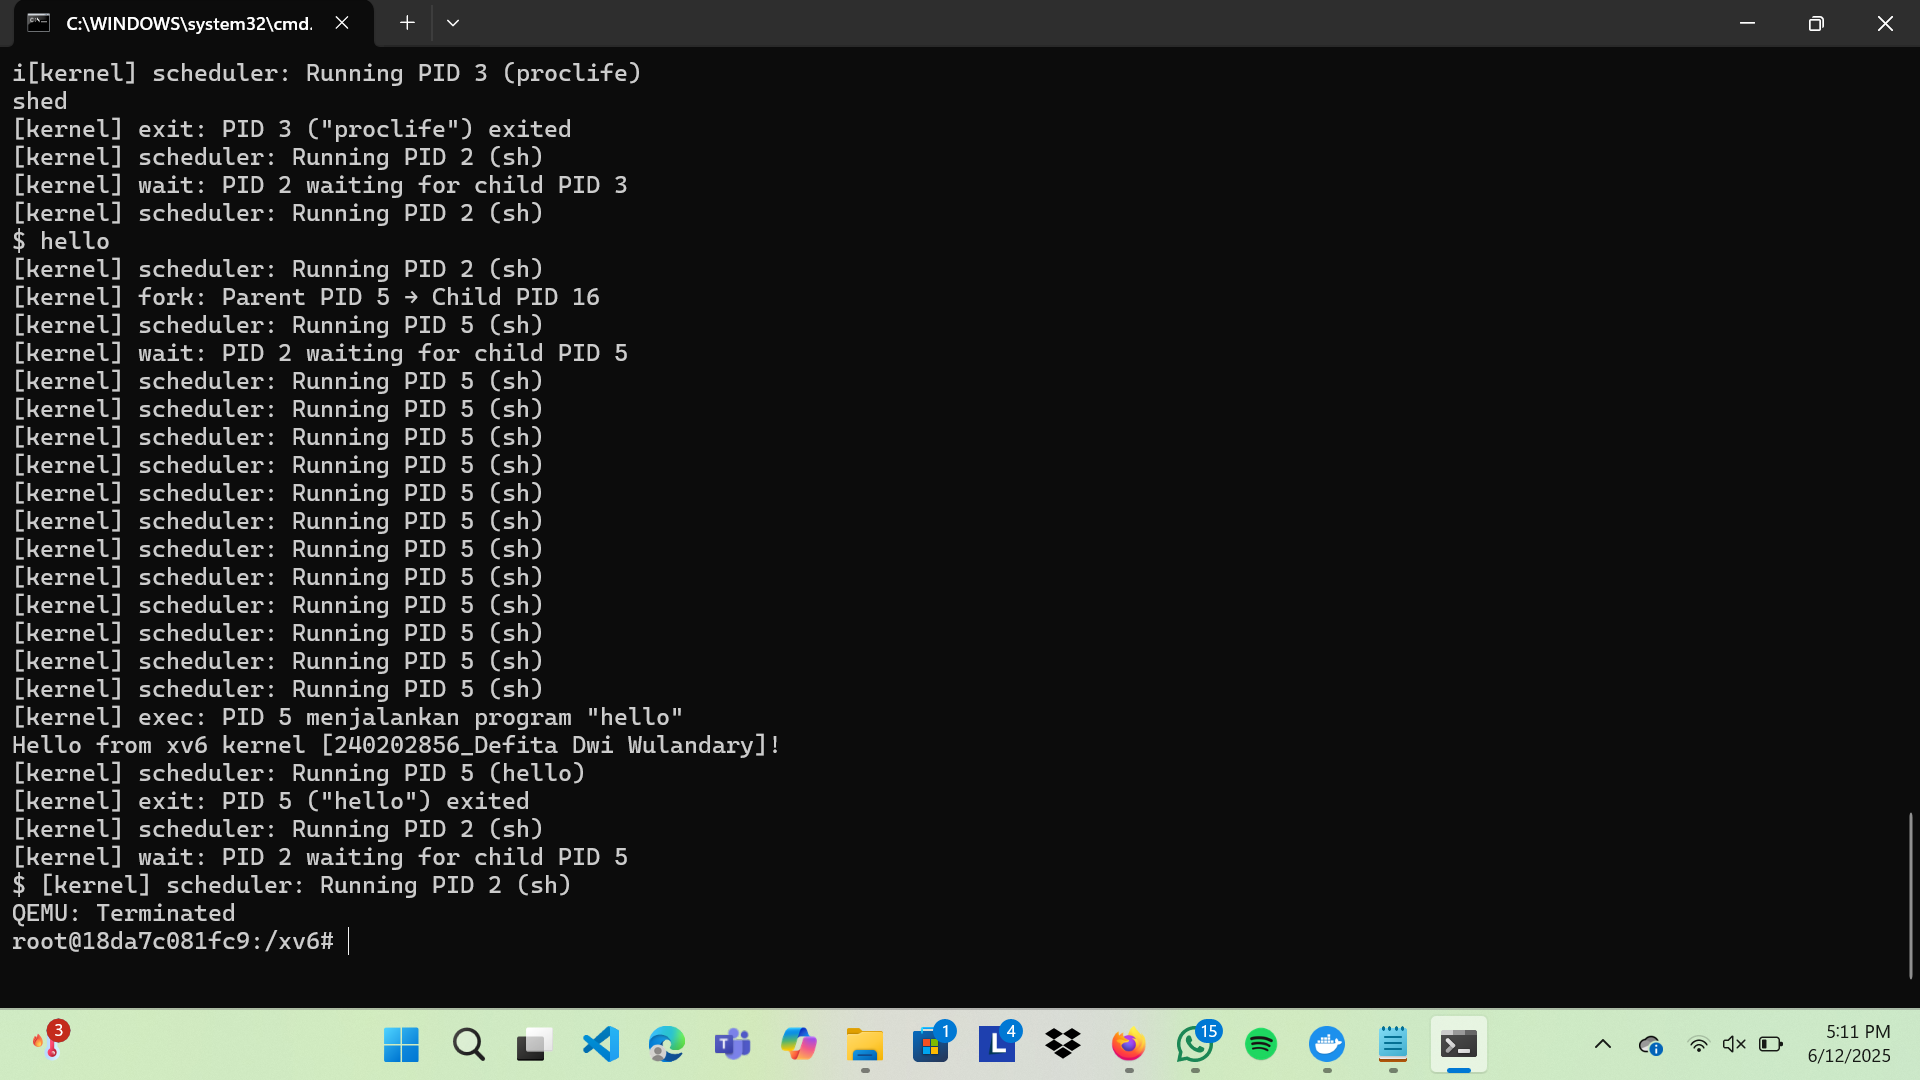 C:\WINDOWS\system32\cmd.
i[kernel] scheduler: Running PID 3 (proclife)
shed
[kernel] exit: PID 3 ("proclife") exited
[kernel] scheduler: Running PID 2 (sh)
[kernel] wait: PID 2 waiting for child PID 3
[kernel] scheduler: Running PID 2 (sh)
$ hello
[kernel] scheduler: Running PID 2 (sh)
[kernel] fork: Parent PID 5 → Child PID 16
[kernel] scheduler: Running PID 5 (sh)
[kernel] wait: PID 2 waiting for child PID 5
[kernel] scheduler: Running PID 5 (sh)
[kernel] scheduler: Running PID 5 (sh)
[kernel] scheduler: Running PID 5 (sh)
[kernel] scheduler: Running PID 5 (sh)
[kernel] scheduler: Running PID 5 (sh)
[kernel] scheduler: Running PID 5 (sh)
[kernel] scheduler: Running PID 5 (sh)
[kernel] scheduler: Running PID 5 (sh)
[kernel] scheduler: Running PID 5 (sh)
[kernel] scheduler: Running PID 5 (sh)
[kernel] scheduler: Running PID 5 (sh)
[kernel] scheduler: Running PID 5 (sh)
[kernel] exec: PID 5 menjalankan program "hello"
Hello from xv6 kernel [240202856_Defita Dwi Wulandary]!
[kernel] scheduler: Running PID 5 (hello)
[kernel] exit: PID 5 ("hello") exited
[kernel] scheduler: Running PID 2 (sh)
[kernel] wait: PID 2 waiting for child PID 5
$ [kernel] scheduler: Running PID 2 (sh)
QEMU: Terminated
root@18da7c081fc9:/xv6#
3
1
L 4
15
5:11 PM
6/12/2025